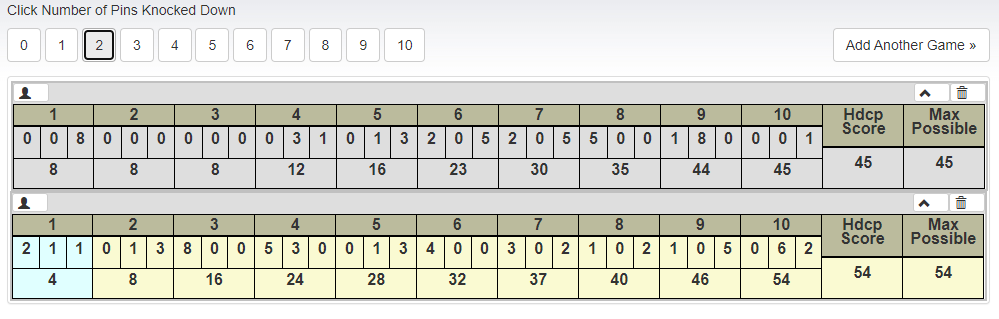 Click Number of Pins Knocked Down
0 1 2 3 4 5 6 7 8 9 10 Add Another Game »
1 2 3 4 5 6 7 8 9 10 Hdcp Score Max Possible
0 0 8 0 0 0 0 0 0 0 3 1 0 1 3 2 0 5 2 0 5 5 0 0 1 8 0 0 0 1
8 8 8 12 16 23 30 35 44 45 45 45
1 2 3 4 5 6 7 8 9 10 Hdcp Score Max Possible
2 1 1 0 1 3 8 0 0 5 3 0 0 1 3 4 0 0 3 0 2 1 0 2 1 0 5 0 6 2
4 8 16 24 28 32 37 40 46 54 54 54